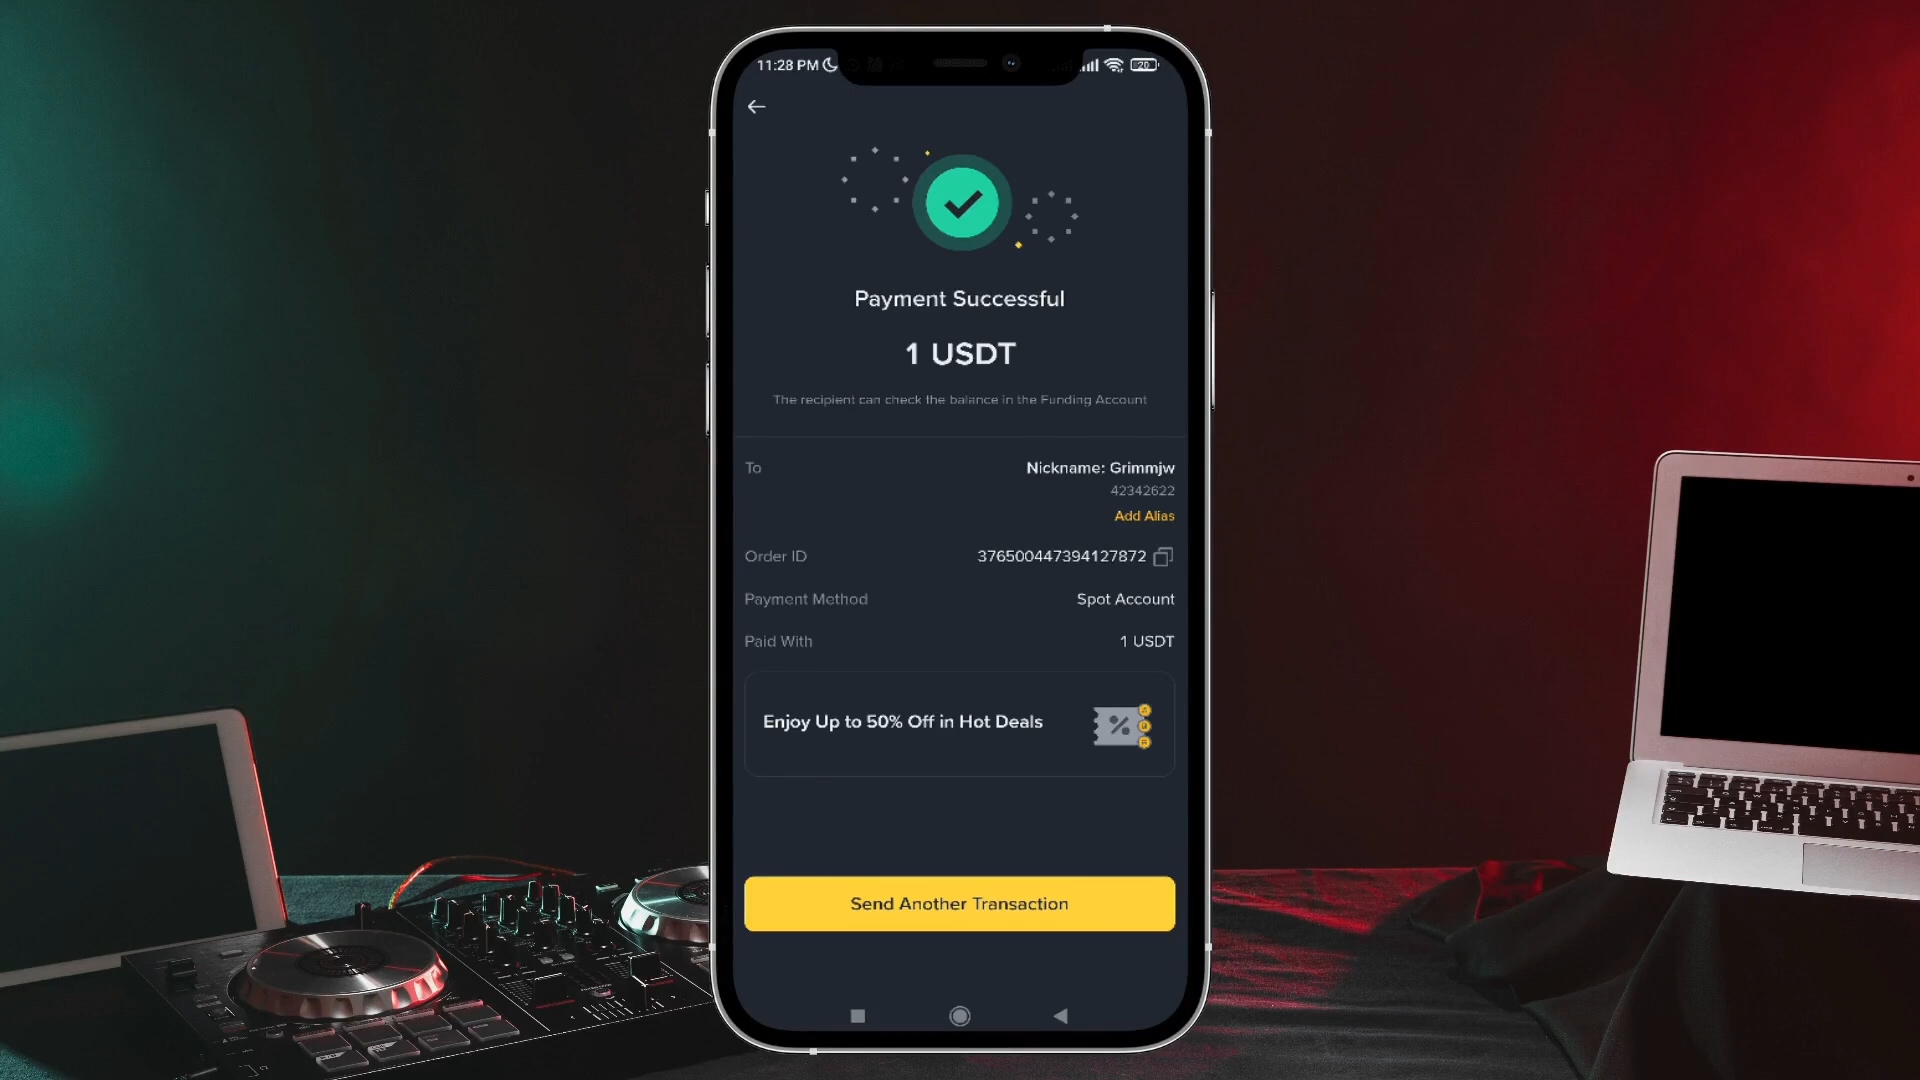 11:28 PM
20
Payment Successful
1 USDT
The recipient can check the balance in the Funding Account
To
Nickname: Grimmjw
42342622
Add Alias
Order ID
376500447394127872
Payment Method
Spot Account
Paid With
1 USDT
Enjoy Up to 50% Off in Hot Deals
Send Another Transaction